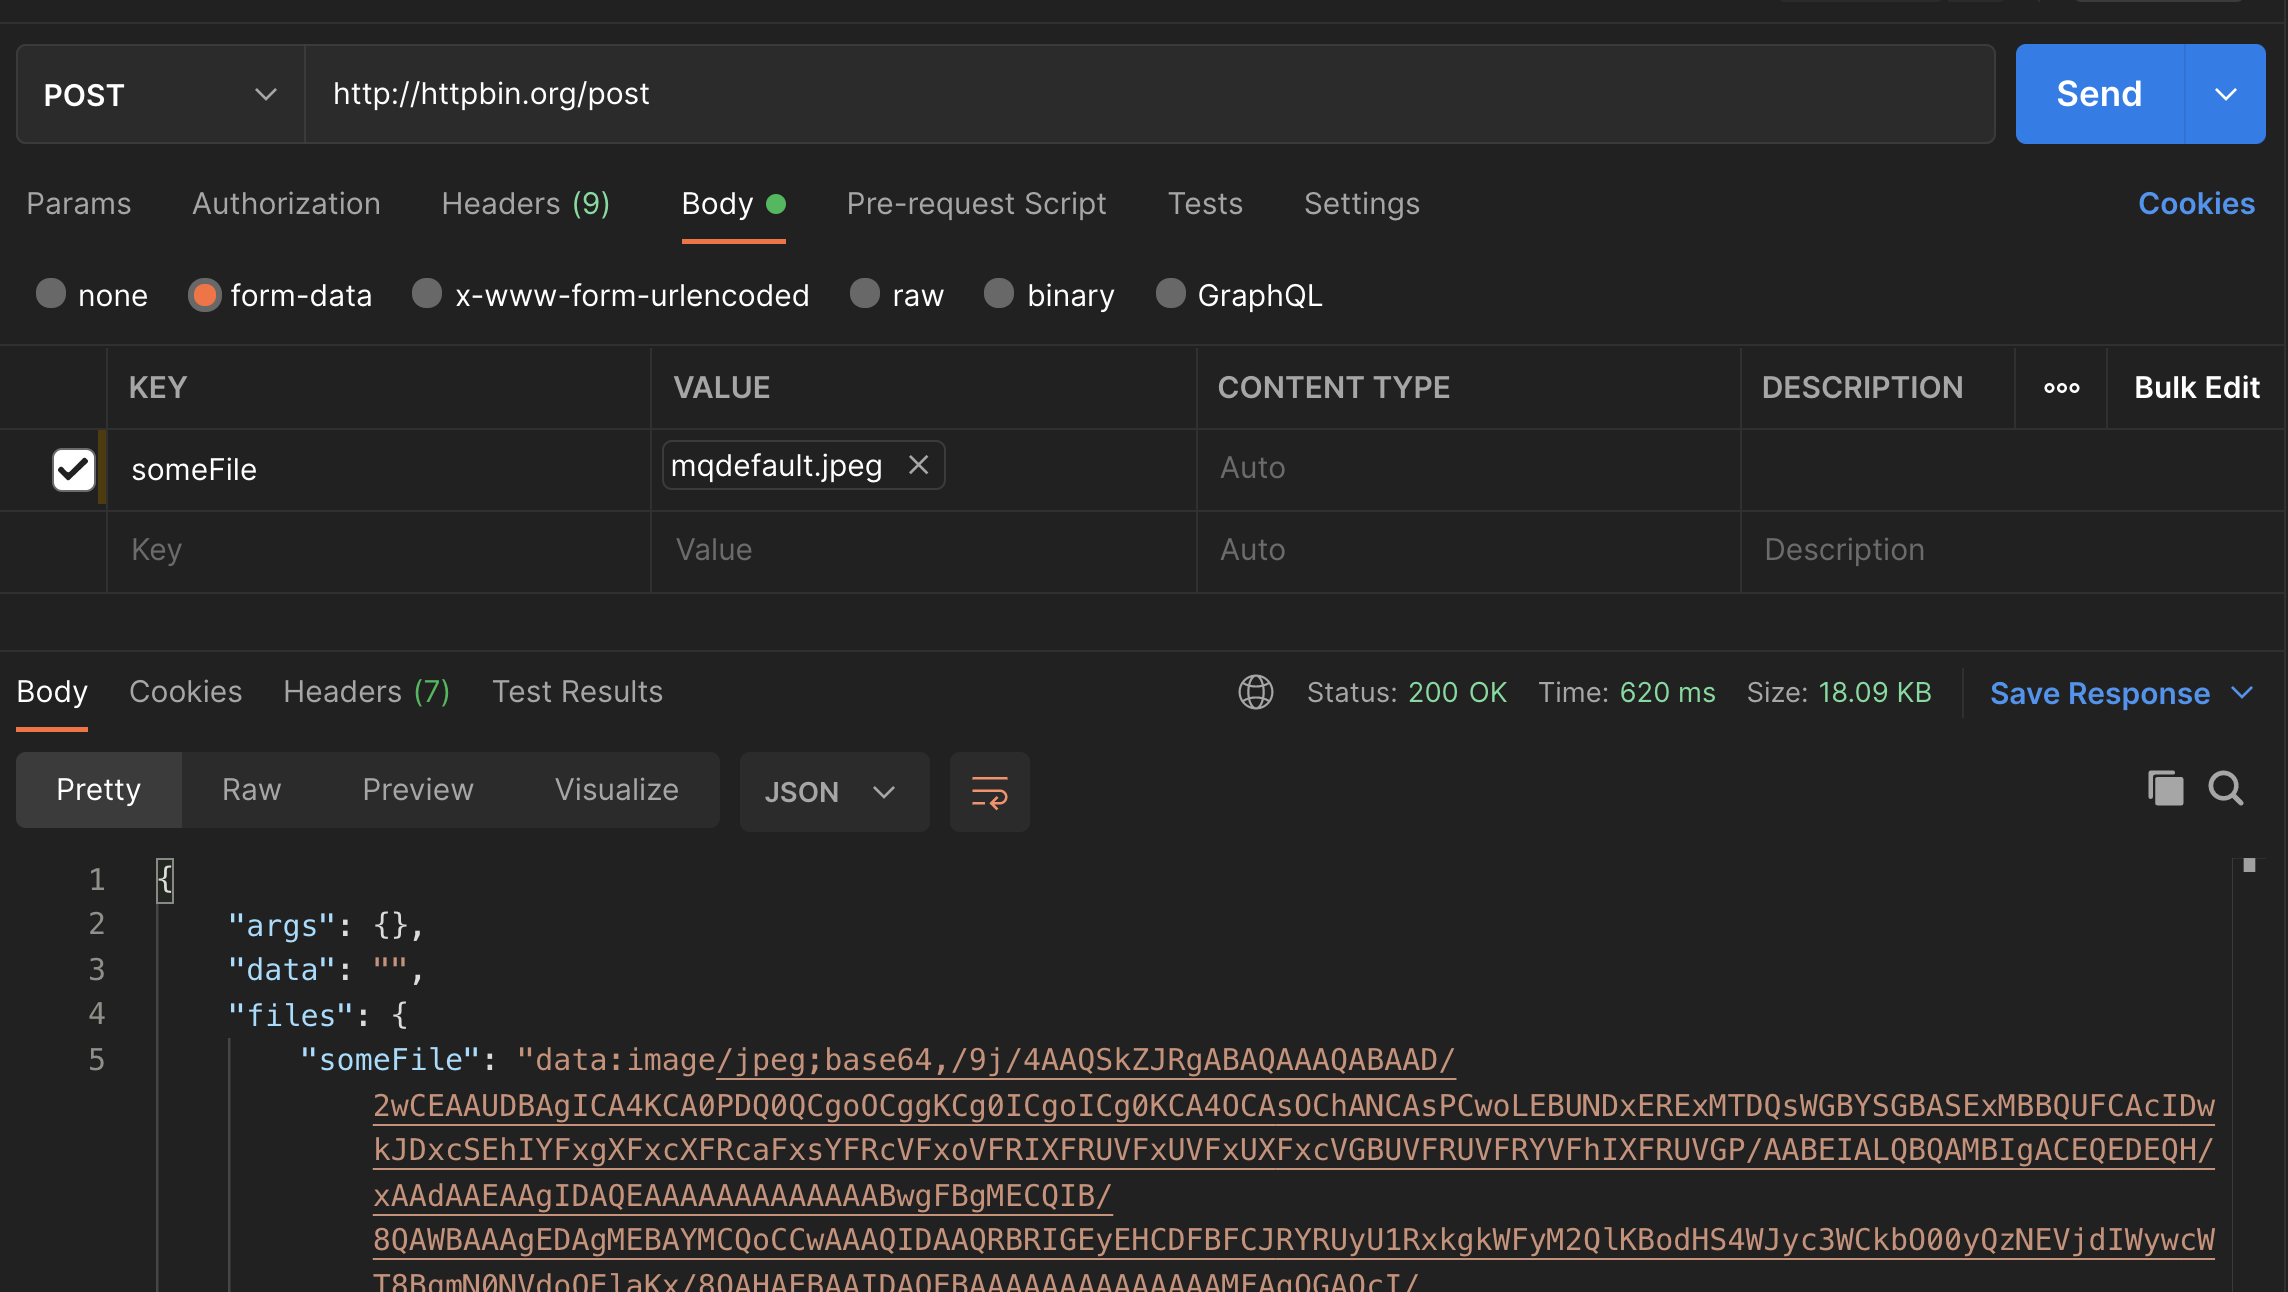 POST http://httpbin.org/post Send
Params Authorization Headers (9) Body Pre-request Script Tests Settings Cookies
none form-data x-www-form-urlencoded raw binary GraphQL
KEY VALUE CONTENT TYPE DESCRIPTION ooo Bulk Edit
someFile mqdefault.jpeg Auto
Key Value Auto Description
Body Cookies Headers (7) Test Results Status: 200 OK Time: 620 ms Size: 18.09 KB Save Response
Pretty Raw Preview Visualize JSON
1 {
2 "args": {},
3 "data": "",
4 "files": {
5 "someFile": "data:image/jpeg;base64,/9j/4AAQSkZJRgABAQAAAQABAAD/
2wCEAAUDBAgICA4KCA0PDQ0QCgoOCggKCg0ICgoICg0KCA4OCAsOChANCAsPCwoLEBUNDxERExMTDQsWGBYSGBASExMBBQUFCAcIDw
kJDxcSEhIYFxgXFxcXFRcaFxsYFRcVFxoVFRIXFRUVFxUVFxUXFxcVGBUVFRUVFRYVFhIXFRUVGP/AABEIALQBQAMBIgACEQEDEQH/
xAAdAAEAAgIDAQEAAAAAAAAAAAAABwgFBgMECQIB/
8QAWBAAAgEDAgMEBAYMCQoCCwAAAQIDAAQRBRIGEyEHCDFBFCJRYRUyU1RxkgkWFyM2QlKBodHS4WJyc3WCkbO00yQzNEVjdIWywcW